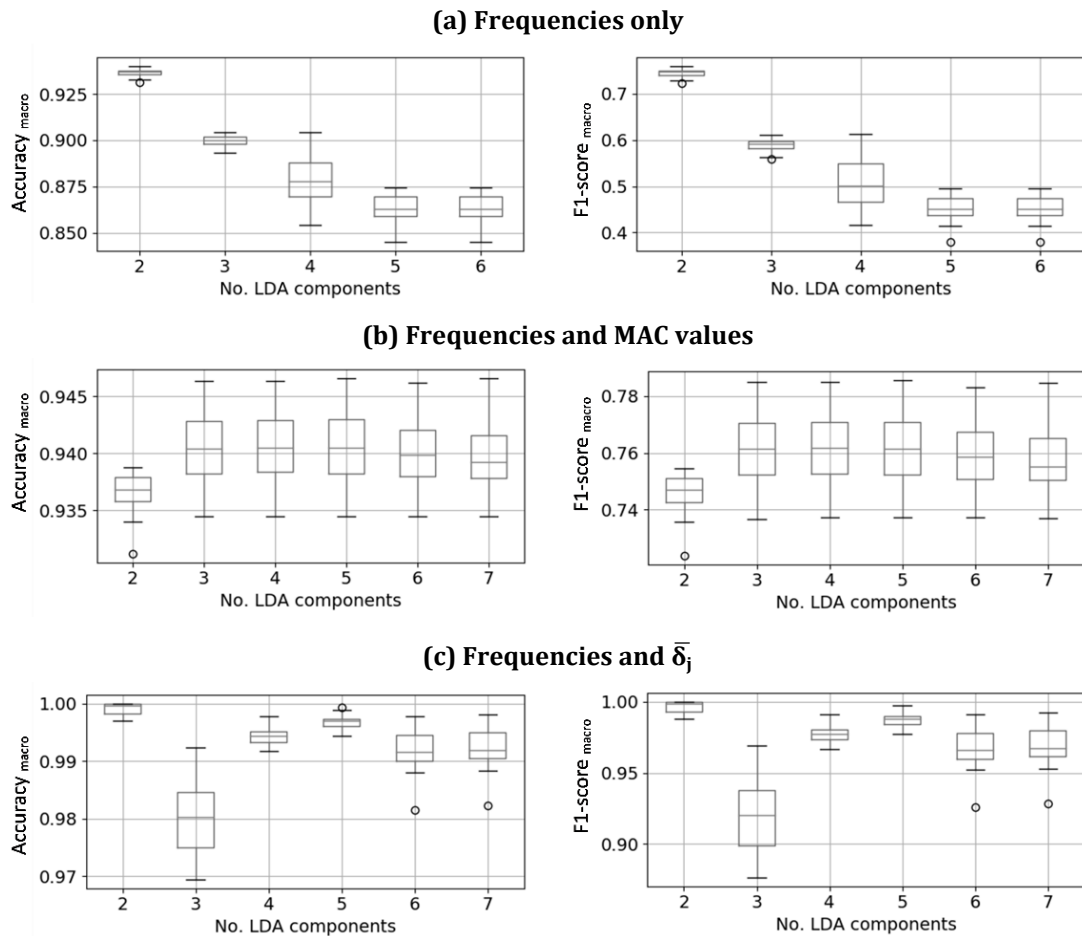 (a) Frequencies only
Accuracy macro
0.925
0.900
0.875
0.850
2 3 4 5 6
No. LDA components
F1-score macro
0.7
0.6
0.5
0.4
2 3 4 5 6
No. LDA components
(b) Frequencies and MAC values
Accuracy macro
0.945
0.940
0.935
2 3 4 5 6 7
No. LDA components
F1-score macro
0.78
0.76
0.74
2 3 4 5 6 7
No. LDA components
(c) Frequencies and δ̅j
Accuracy macro
1.00
0.99
0.98
0.97
2 3 4 5 6 7
No. LDA components
F1-score macro
1.00
0.95
0.90
2 3 4 5 6 7
No. LDA components